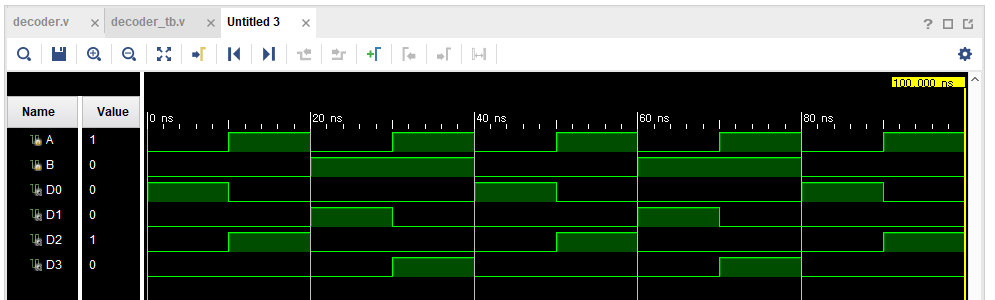 decoder.v × decoder_tb.v × Untitled 3 ×
100.000 ns
Name Value
0 ns 20 ns 40 ns 60 ns 80 ns
A 1
B 0
D0 0
D1 0
D2 1
D3 0